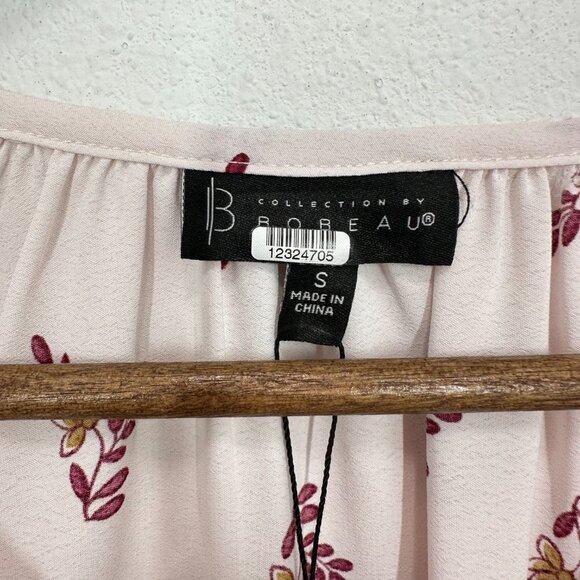 B COLLECTION BY
BOBEAU®
12324705
S
MADE IN
CHINA